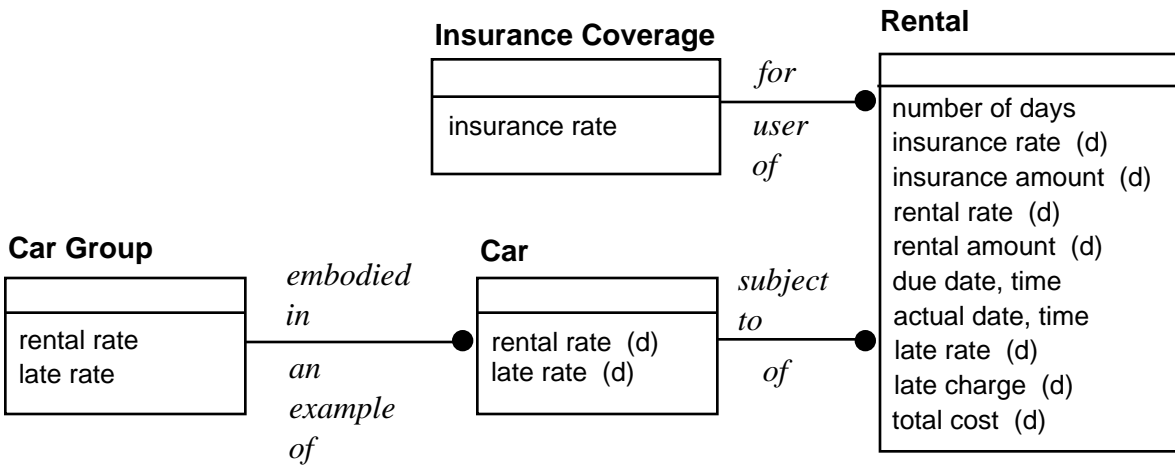 Insurance Coverage
insurance rate
for
user
of
Rental
number of days
insurance rate (d)
insurance amount (d)
rental rate (d)
rental amount (d)
due date, time
actual date, time
late rate (d)
late charge (d)
total cost (d)
Car Group
rental rate
late rate
embodied
in
an
example
of
Car
rental rate (d)
late rate (d)
subject
to
of